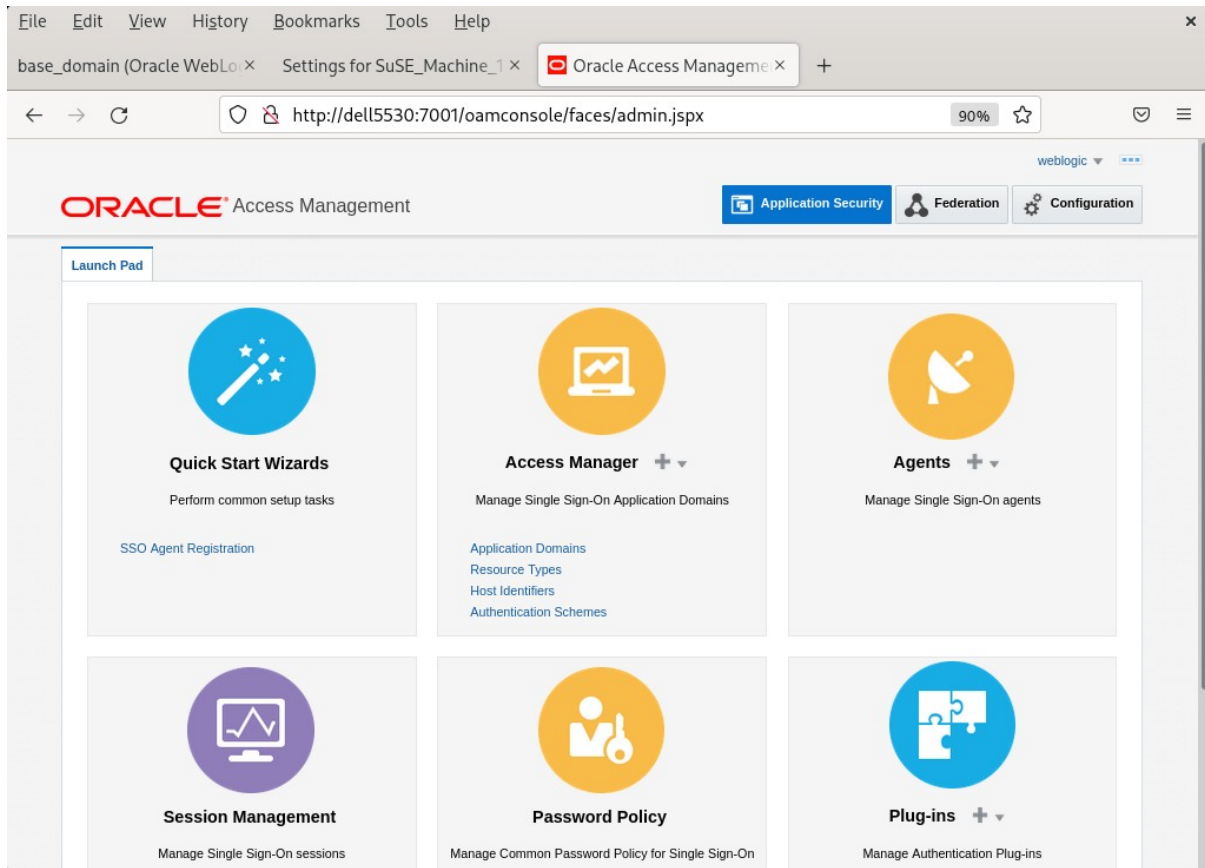 File Edit View History Bookmarks Tools Help
base_domain (Oracle WebLo Settings for SuSE_Machine_1 Oracle Access Manageme
http://dell5530:7001/oamconsole/faces/admin.jspx 90%
weblogic
ORACLE Access Management Application Security Federation Configuration
Launch Pad
Quick Start Wizards
Perform common setup tasks
SSO Agent Registration
Access Manager
Manage Single Sign-On Application Domains
Application Domains
Resource Types
Host Identifiers
Authentication Schemes
Agents
Manage Single Sign-On agents
Session Management
Manage Single Sign-On sessions
Password Policy
Manage Common Password Policy for Single Sign-On
Plug-ins
Manage Authentication Plug-ins